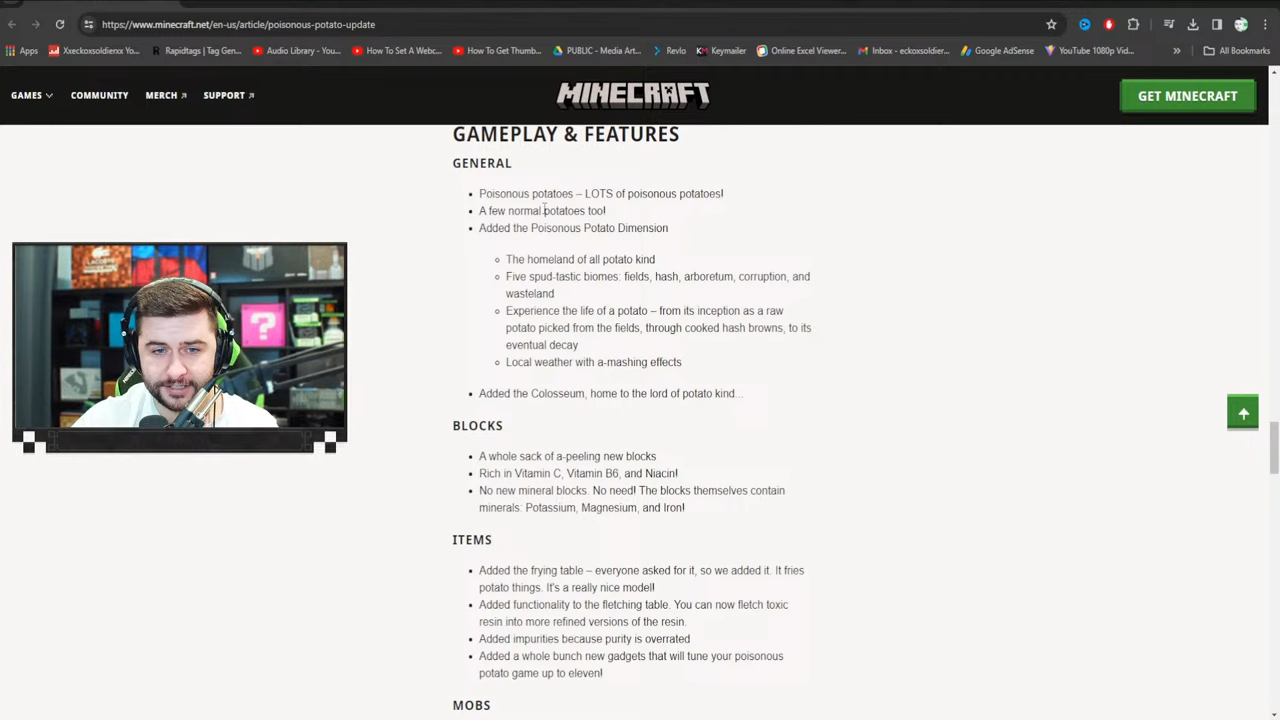 https://www.minecraft.net/en-us/article/poisonous-potato-update
Apps Xxeckoxsoldienxx Yo... Rapidtags | Tag Gen... Audio Library - You... How To Set A Webc... How To Get Thumb... PUBLIC - Media Art... Revlo Keymailer Online Excel Viewer... Inbox - eckoxsoldier... Google AdSense YouTube 1080p Vid... » All Bookmarks
GAMES COMMUNITY MERCH SUPPORT MINECRAFT GET MINECRAFT
GAMEPLAY & FEATURES
GENERAL
Poisonous potatoes – LOTS of poisonous potatoes!
A few normal potatoes too!
Added the Poisonous Potato Dimension
The homeland of all potato kind
Five spud-tastic biomes: fields, hash, arboretum, corruption, and
wasteland
Experience the life of a potato – from its inception as a raw
potato picked from the fields, through cooked hash browns, to its
eventual decay
Local weather with a-mashing effects
Added the Colosseum, home to the lord of potato kind...
BLOCKS
A whole sack of a-peeling new blocks
Rich in Vitamin C, Vitamin B6, and Niacin!
No new mineral blocks. No need! The blocks themselves contain
minerals: Potassium, Magnesium, and Iron!
ITEMS
Added the frying table – everyone asked for it, so we added it. It fries
potato things. It's a really nice model!
Added functionality to the fletching table. You can now fletch toxic
resin into more refined versions of the resin.
Added impurities because purity is overrated
Added a whole bunch new gadgets that will tune your poisonous
potato game up to eleven!
MOBS